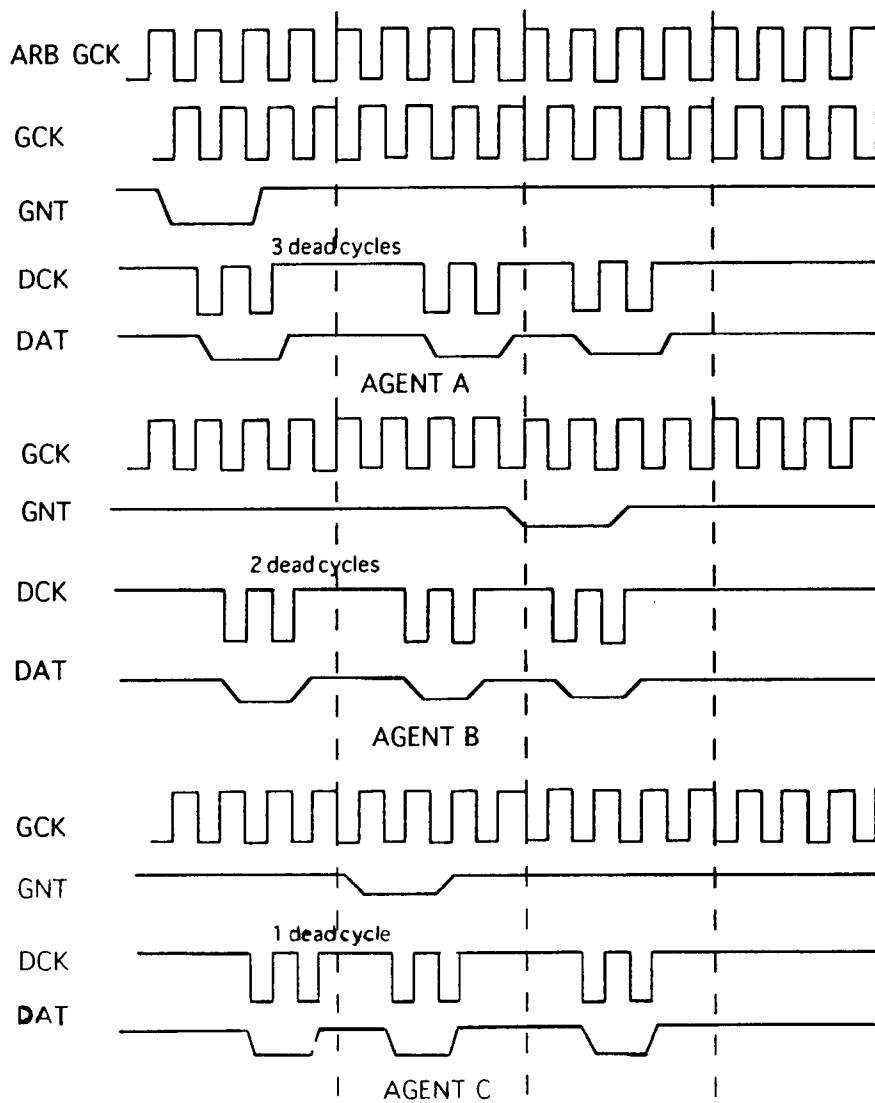 ARB GCK
GCK
GNT
3 dead cycles
DCK
DAT
AGENT A
GCK
GNT
2 dead cycles
DCK
DAT
AGENT B
GCK
GNT
1 dead cycle
DCK
DAT
AGENT C